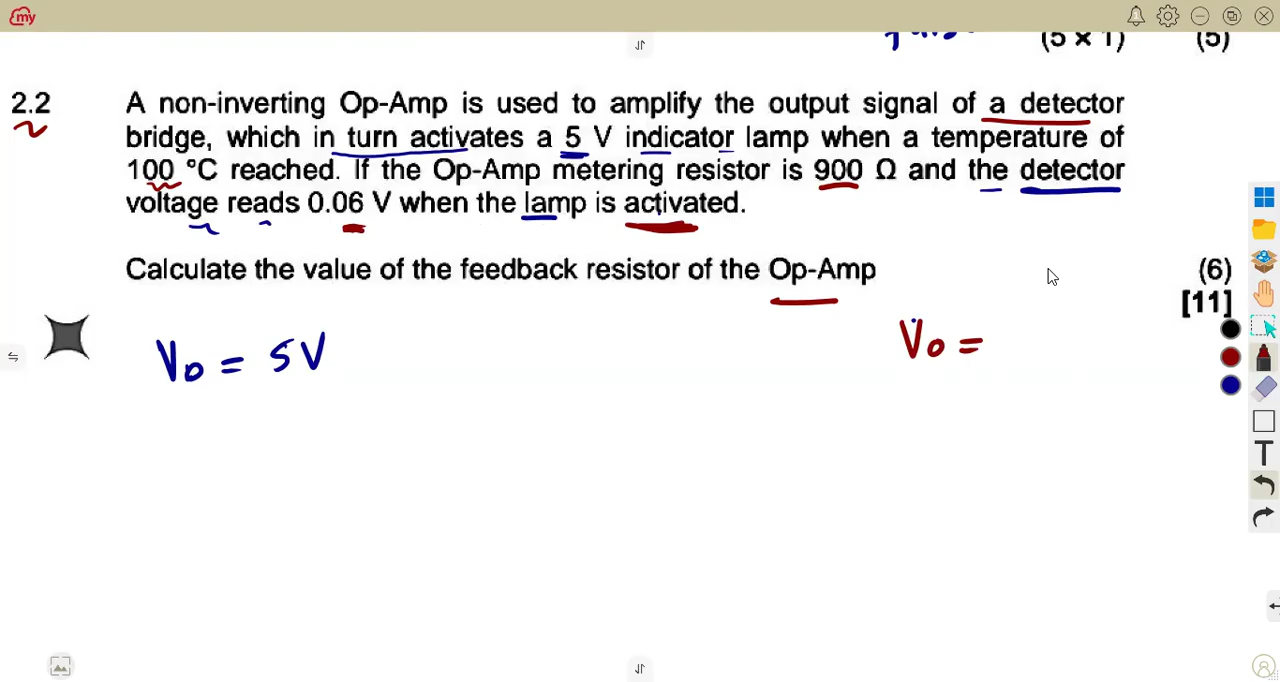 my
(5 x 1) (5)
2.2 A non-inverting Op-Amp is used to amplify the output signal of a detector
bridge, which in turn activates a 5 V indicator lamp when a temperature of
100 °C reached. If the Op-Amp metering resistor is 900 Ω and the detector
voltage reads 0.06 V when the lamp is activated.
Calculate the value of the feedback resistor of the Op-Amp (6)
[11]
Vo = 5V Vo =
T